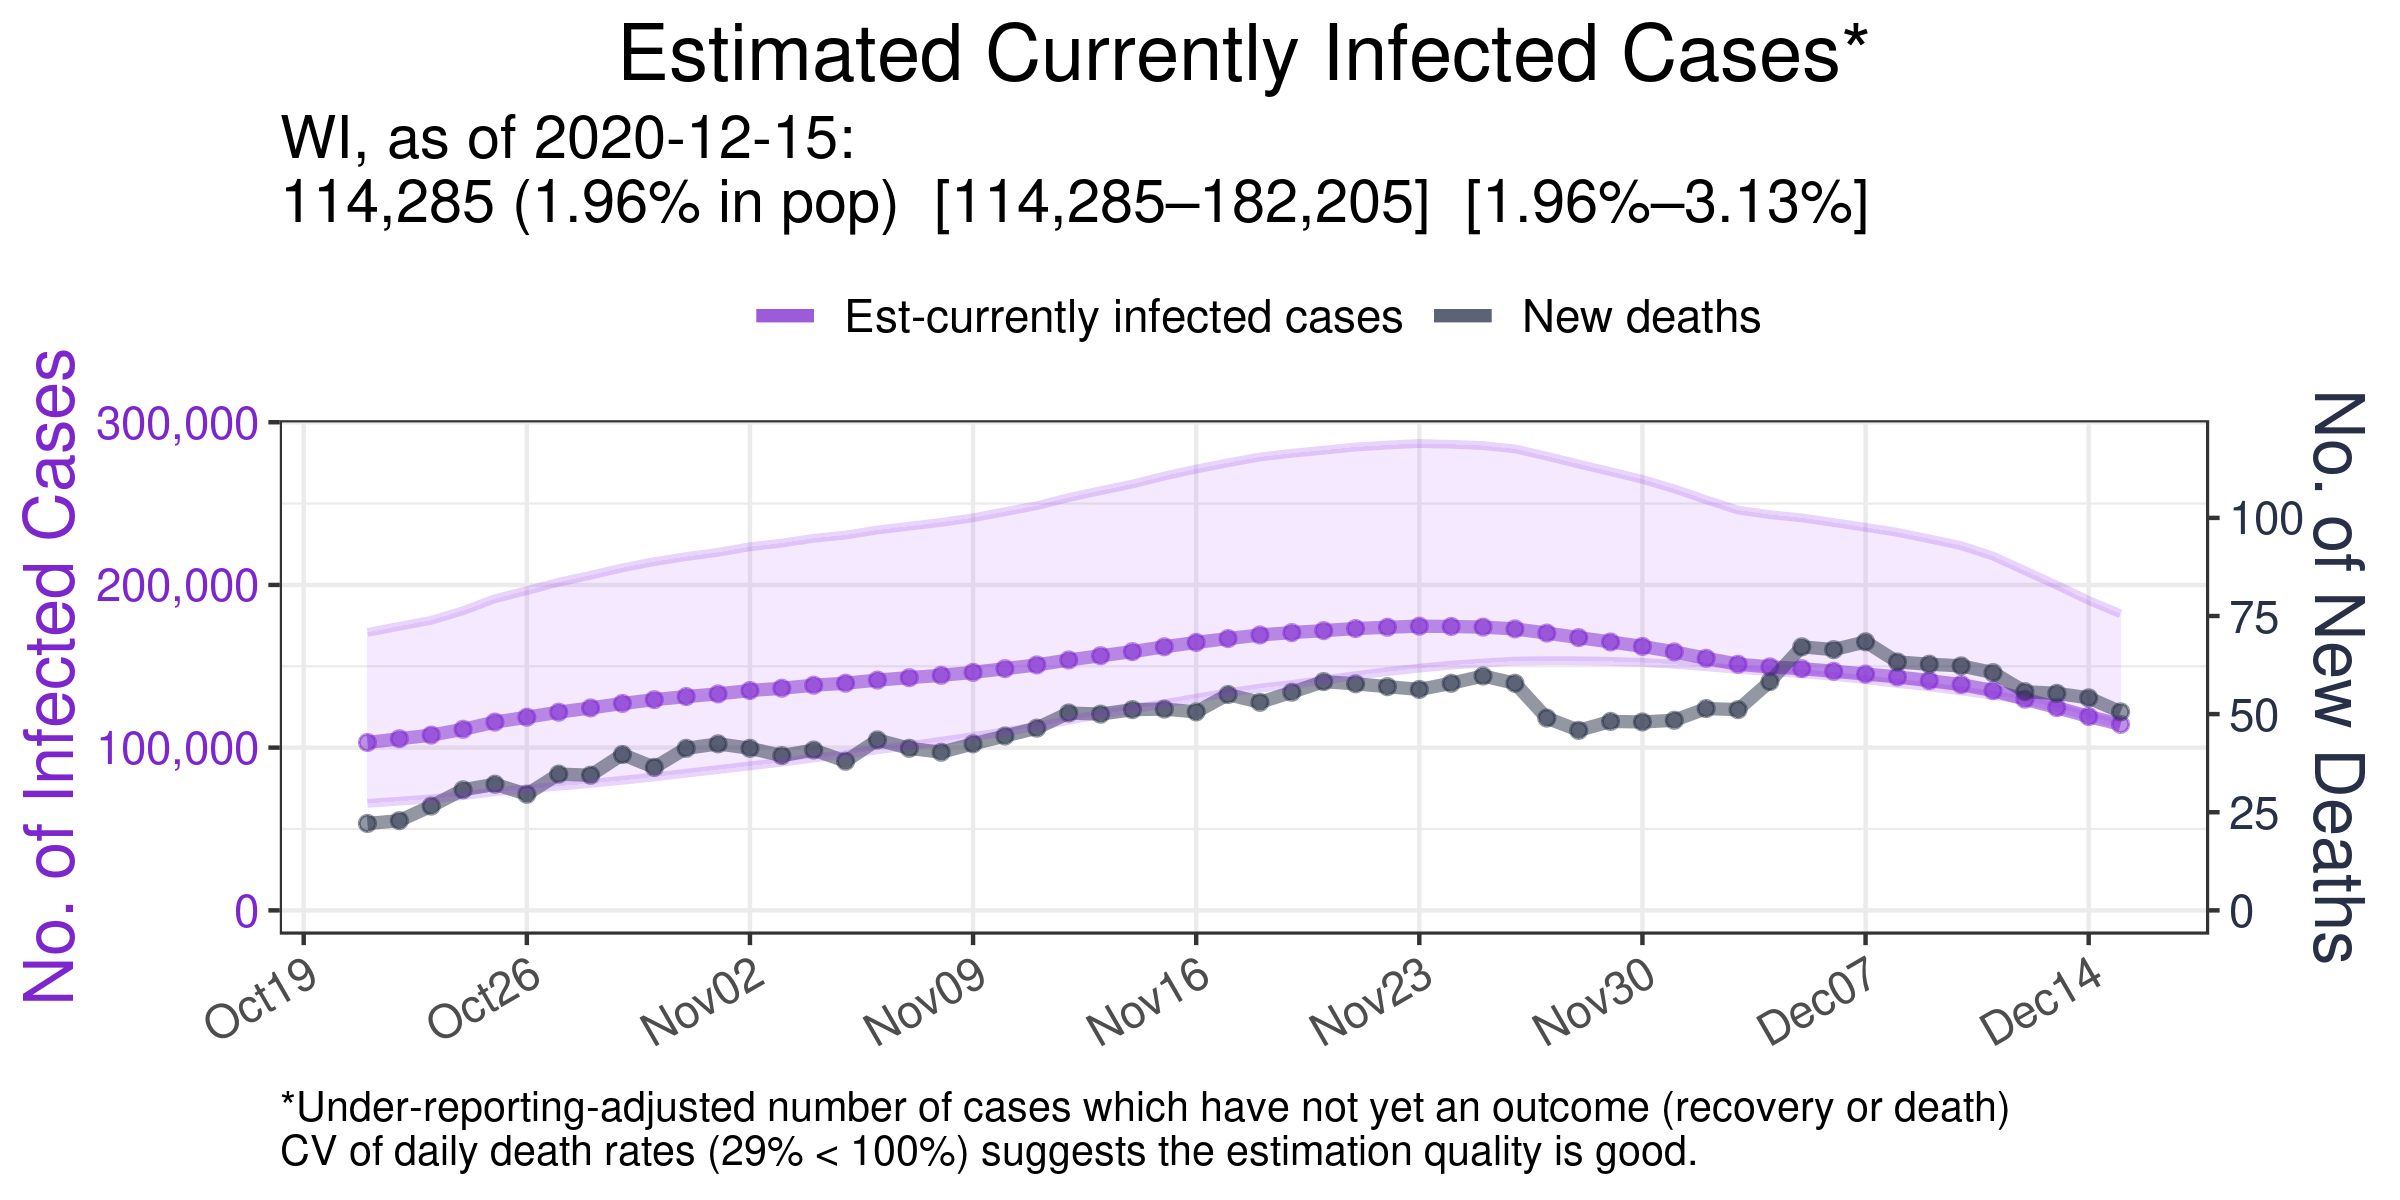 Estimated Currently Infected Cases*
WI, as of 2020-12-15:
114,285 (1.96% in pop)  [114,285–182,205]  [1.96%–3.13%]
Est-currently infected cases
New deaths
No. of Infected Cases
300,000
200,000
100,000
0
No. of New Deaths
100
75
50
25
0
Oct19
Oct26
Nov02
Nov09
Nov16
Nov23
Nov30
Dec07
Dec14
*Under-reporting-adjusted number of cases which have not yet an outcome (recovery or death)
CV of daily death rates (29% < 100%) suggests the estimation quality is good.